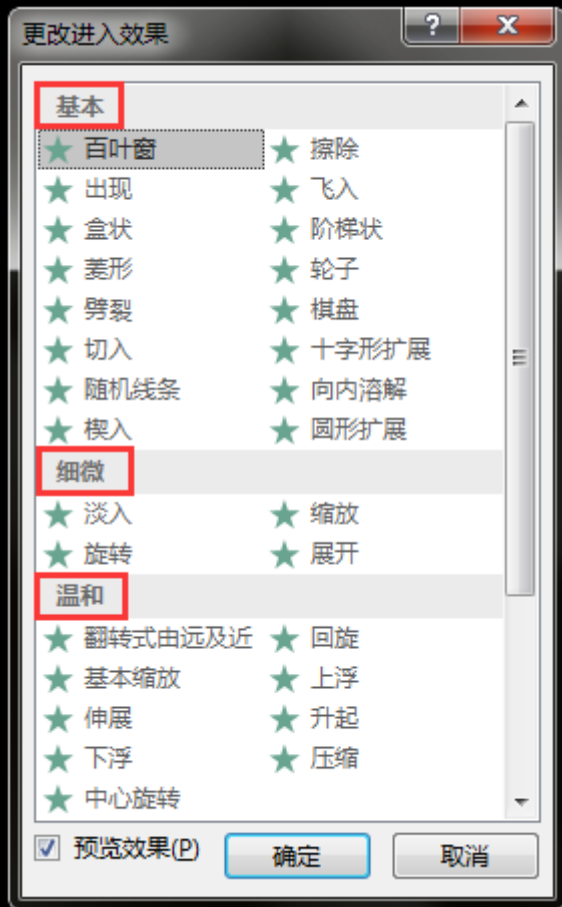 更改进入效果
基本
百叶窗 擦除
出现 飞入
盒状 阶梯状
菱形 轮子
劈裂 棋盘
切入 十字形扩展
随机线条 向内溶解
楔入 圆形扩展
细微
淡入 缩放
旋转 展开
温和
翻转式由远及近 回旋
基本缩放 上浮
伸展 升起
下浮 压缩
中心旋转
预览效果(P) 确定 取消